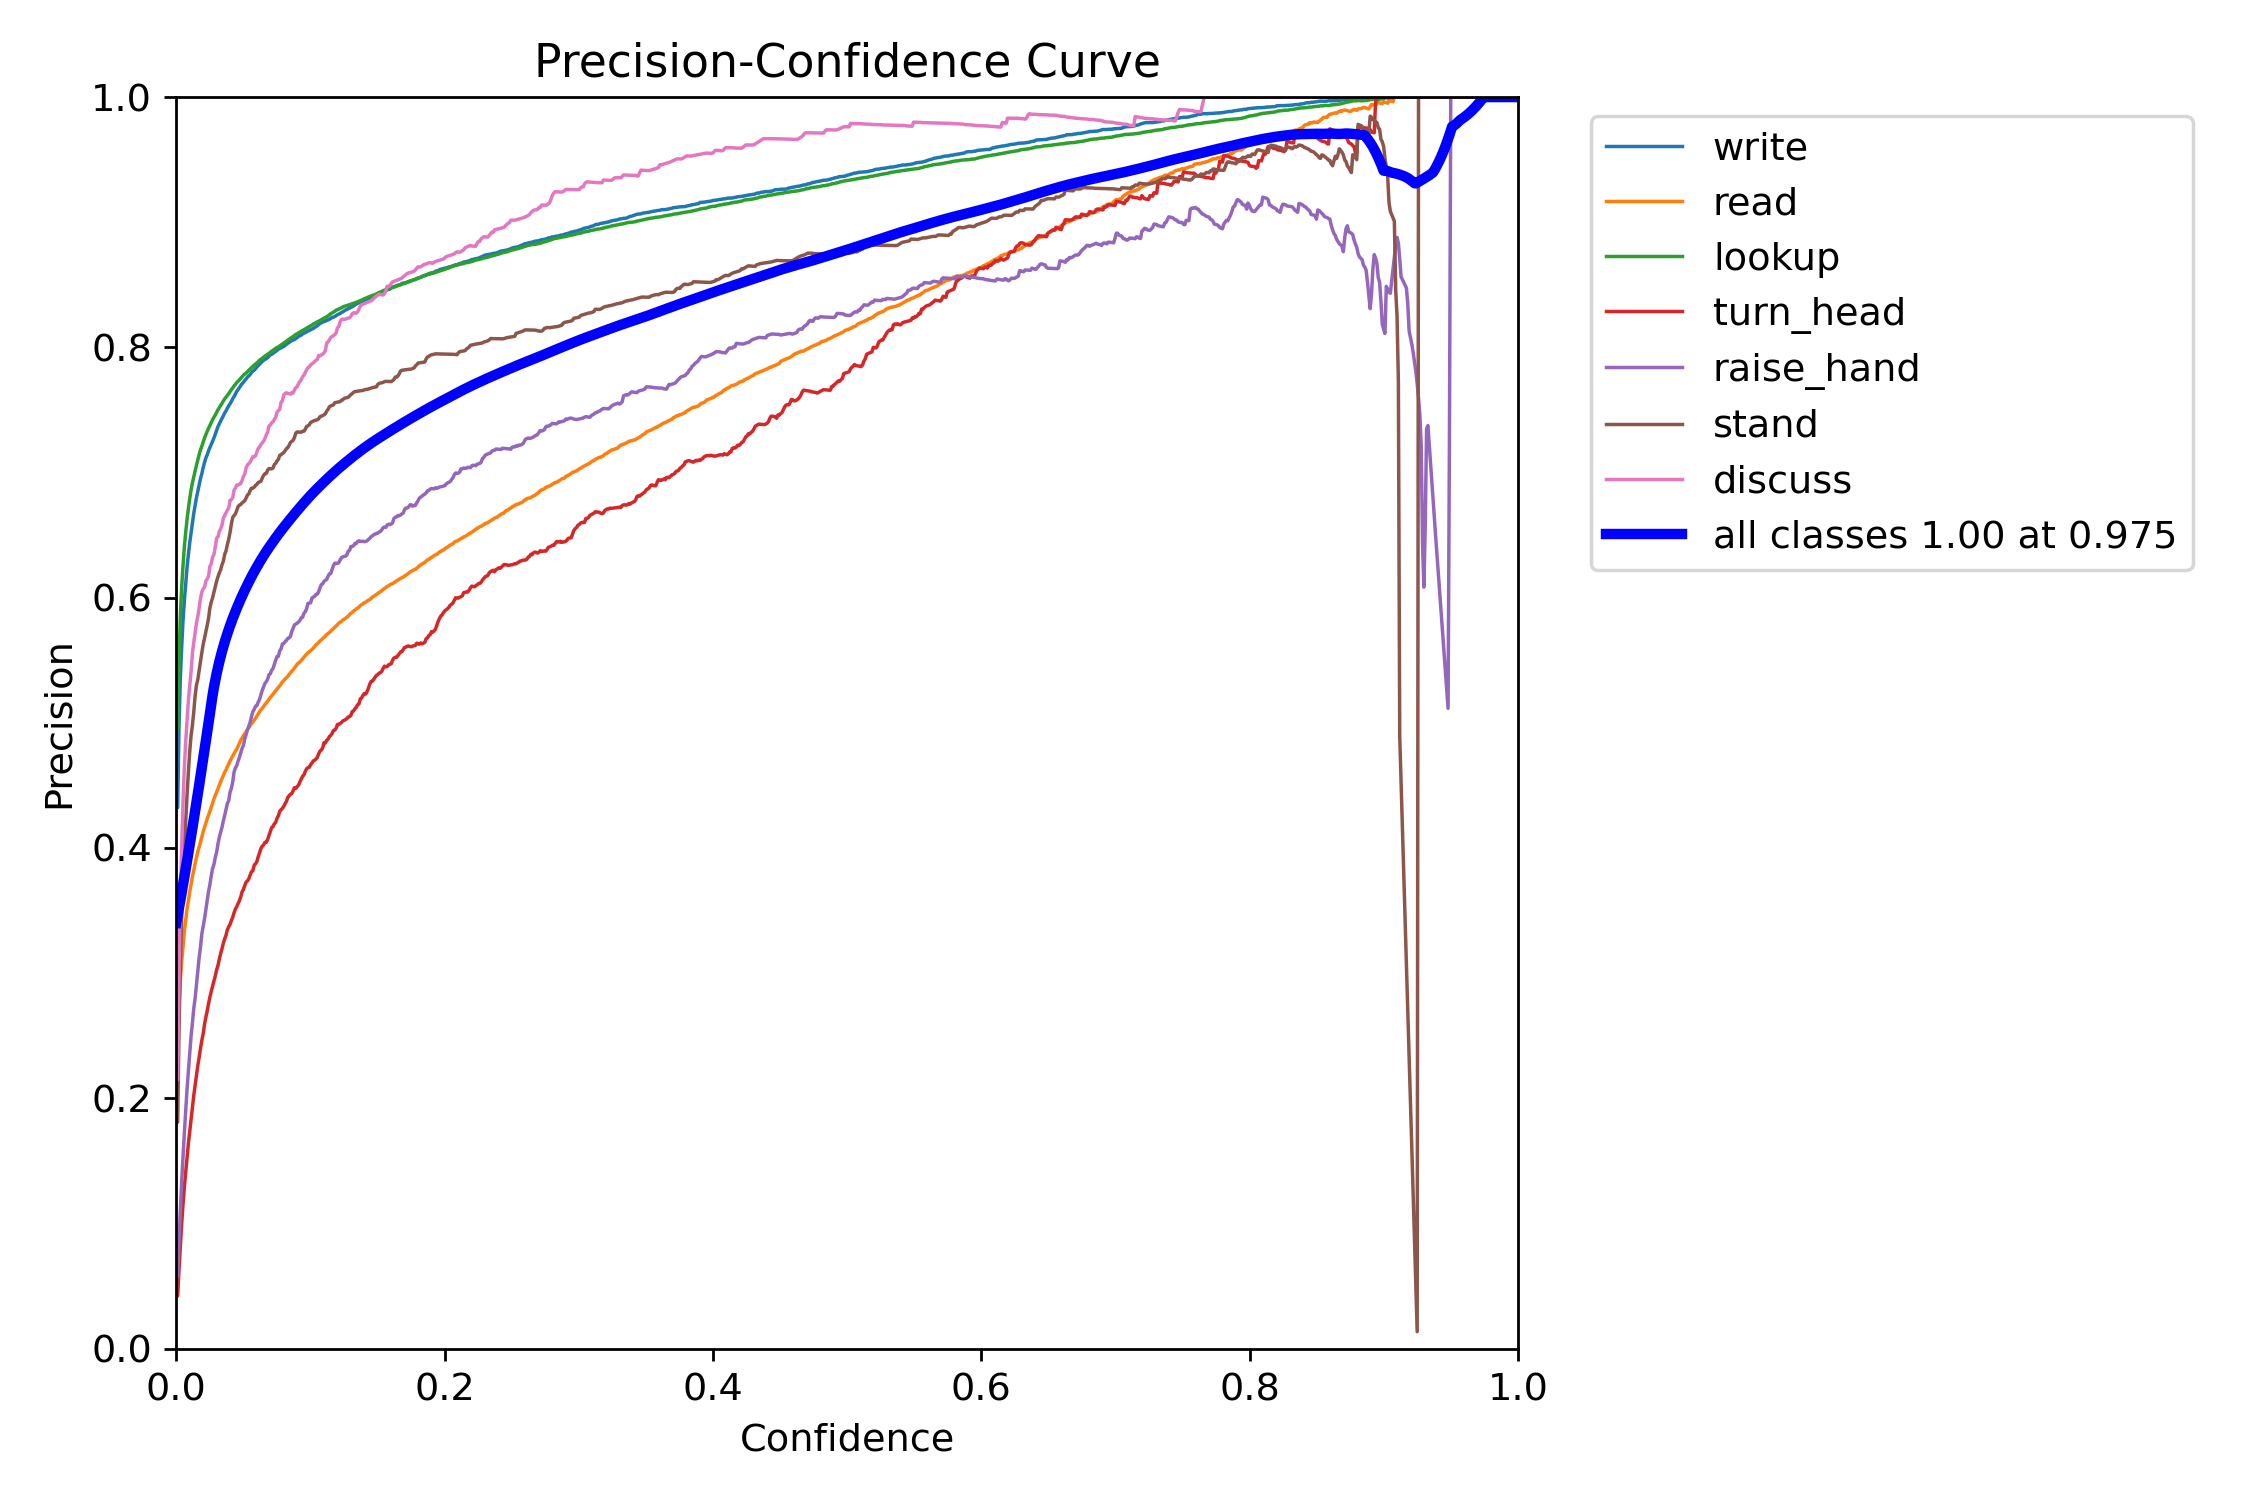 Precision-Confidence Curve
1.0
0.8
0.6
0.4
0.2
0.0
Precision
0.0 0.2 0.4 0.6 0.8 1.0
Confidence
write
read
lookup
turn_head
raise_hand
stand
discuss
all classes 1.00 at 0.975